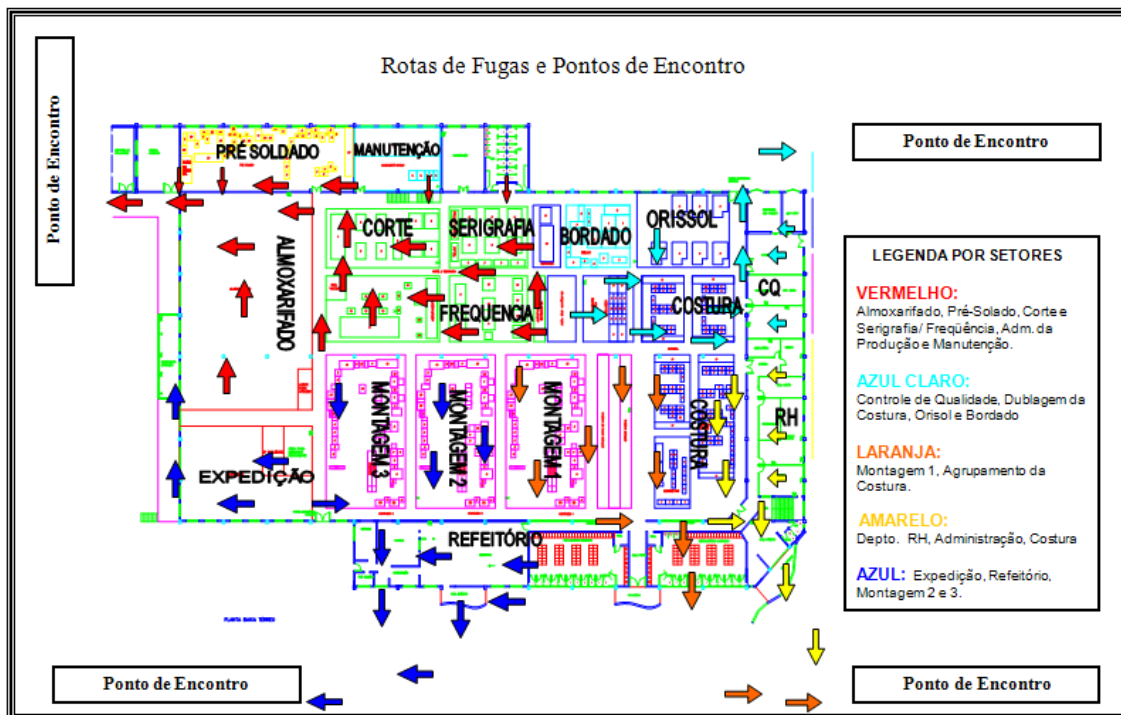 Rotas de Fugas e Pontos de Encontro
Ponto de Encontro
Ponto de Encontro
PRÉ SOLDADO
MANUTENÇÃO
CORTE
SERIGRAFIA
BORDADO
ORISSOL
ALMOXARIFADO
FREQUENCIA
COSTURA
CQ
MONTAGEM 3
MONTAGEM 2
MONTAGEM 1
COSTURA
RH
EXPEDIÇÃO
REFEITÓRIO
PLANTA BAIXA TÉRREO
LEGENDA POR SETORES
VERMELHO:
Almoxarifado, Pré-Solado, Corte e
Serigrafia/ Freqüência, Adm. da
Produção e Manutenção.
AZUL CLARO:
Controle de Qualidade, Dublagem da
Costura, Orisol e Bordado
LARANJA:
Montagem 1, Agrupamento da
Costura.
AMARELO:
Depto. RH, Administração, Costura
AZUL: Expedição, Refeitório,
Montagem 2 e 3.
Ponto de Encontro
Ponto de Encontro